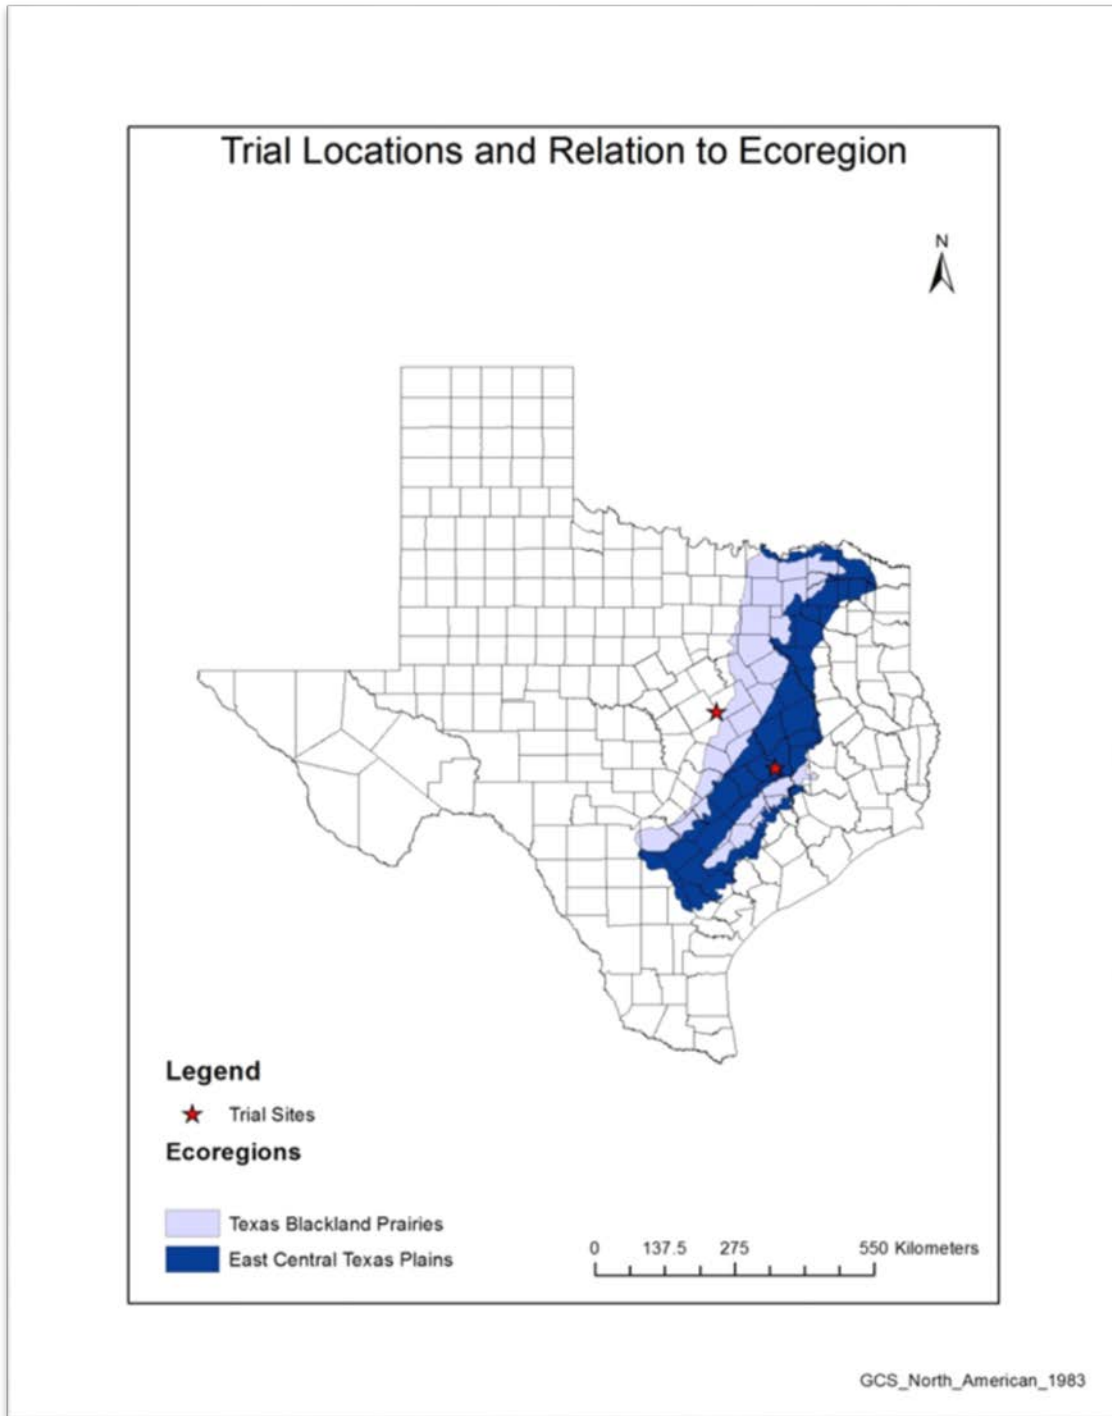 Trial Locations and Relation to Ecoregion
N
Legend
Trial Sites
Ecoregions
Texas Blackland Prairies
East Central Texas Plains
0 137.5 275 550 Kilometers
GCS_North_American_1983